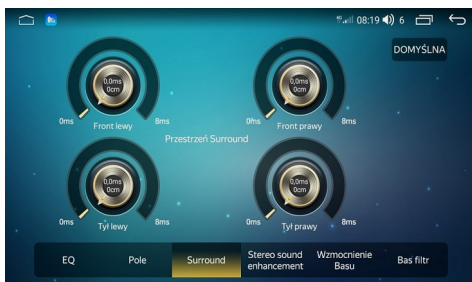 4G 08:19 6
DOMYŚLNA
0,0ms
0cm
0,0ms
0cm
0ms Front lewy 8ms
0ms Front prawy 8ms
Przestrzeń Surround
0,0ms
0cm
0,0ms
0cm
0ms Tył lewy 8ms
0ms Tył prawy 8ms
EQ
Pole
Surround
Stereo sound
enhancement
Wzmocnienie
Basu
Bas filtr